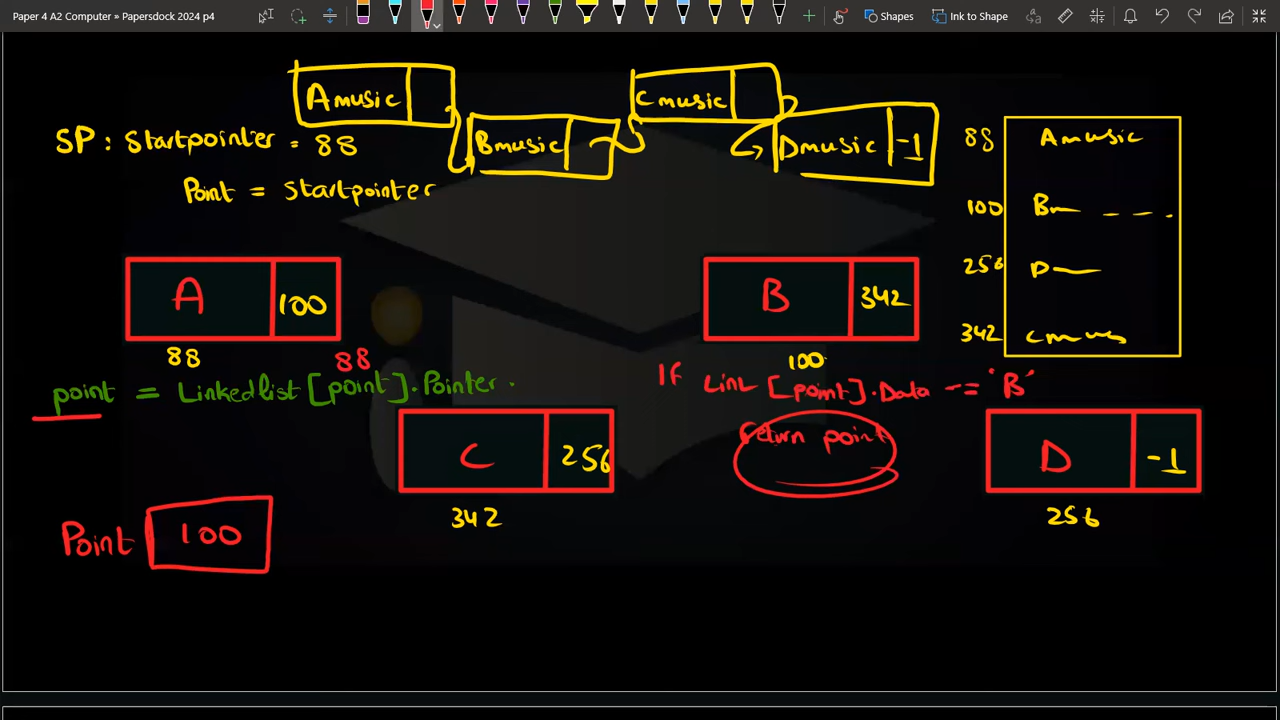 Paper 4 A2 Computer » Papersdock 2024 p4
Shapes
Ink to Shape
Amusic
Bmusic
Cmusic
Dmusic -1
SP : Startpointer = 88
Point = Startpointer
88 Amusic
100 B
256 D
342
A 100
88
88
B 342
100
point = Linkedlist [point].Pointer.
If Link [point].Data == 'B'
return point
C 256
342
D -1
256
Point 100